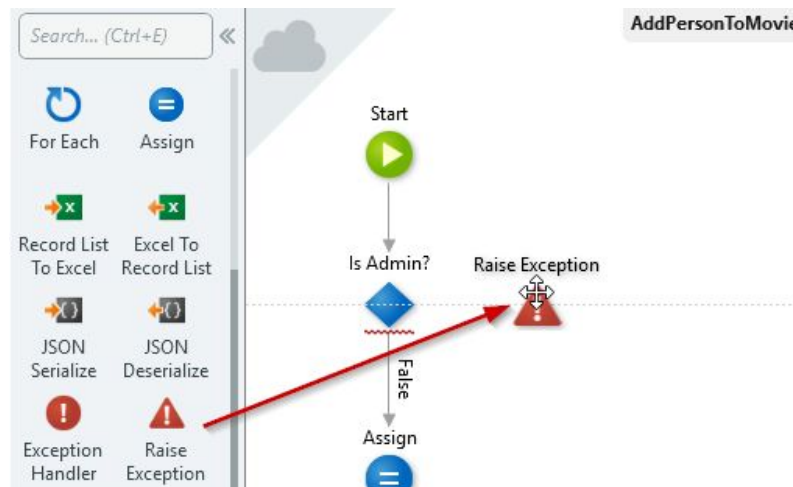 Search... (Ctrl+E)
For Each
Assign
Record List
To Excel
Excel To
Record List
JSON
Serialize
JSON
Deserialize
Exception
Handler
Raise
Exception
AddPersonToMovie
Start
Is Admin?
Raise Exception
False
Assign